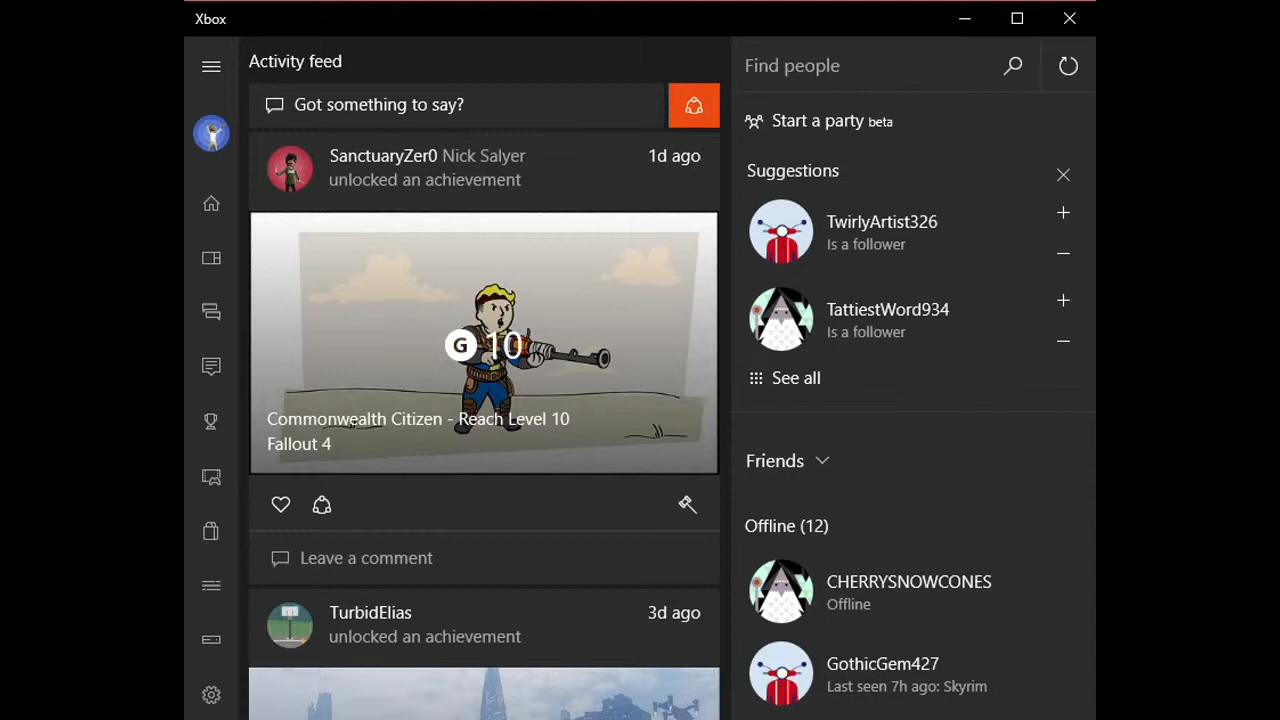 Xbox
Activity feed
Got something to say?
SanctuaryZer0 Nick Salyer
1d ago
unlocked an achievement
G 10
Commonwealth Citizen - Reach Level 10
Fallout 4
Leave a comment
TurbidElias
3d ago
unlocked an achievement
Find people
Start a party beta
Suggestions
TwirlyArtist326
Is a follower
TattiestWord934
Is a follower
See all
Friends
Offline (12)
CHERRYSNOWCONES
Offline
GothicGem427
Last seen 7h ago: Skyrim